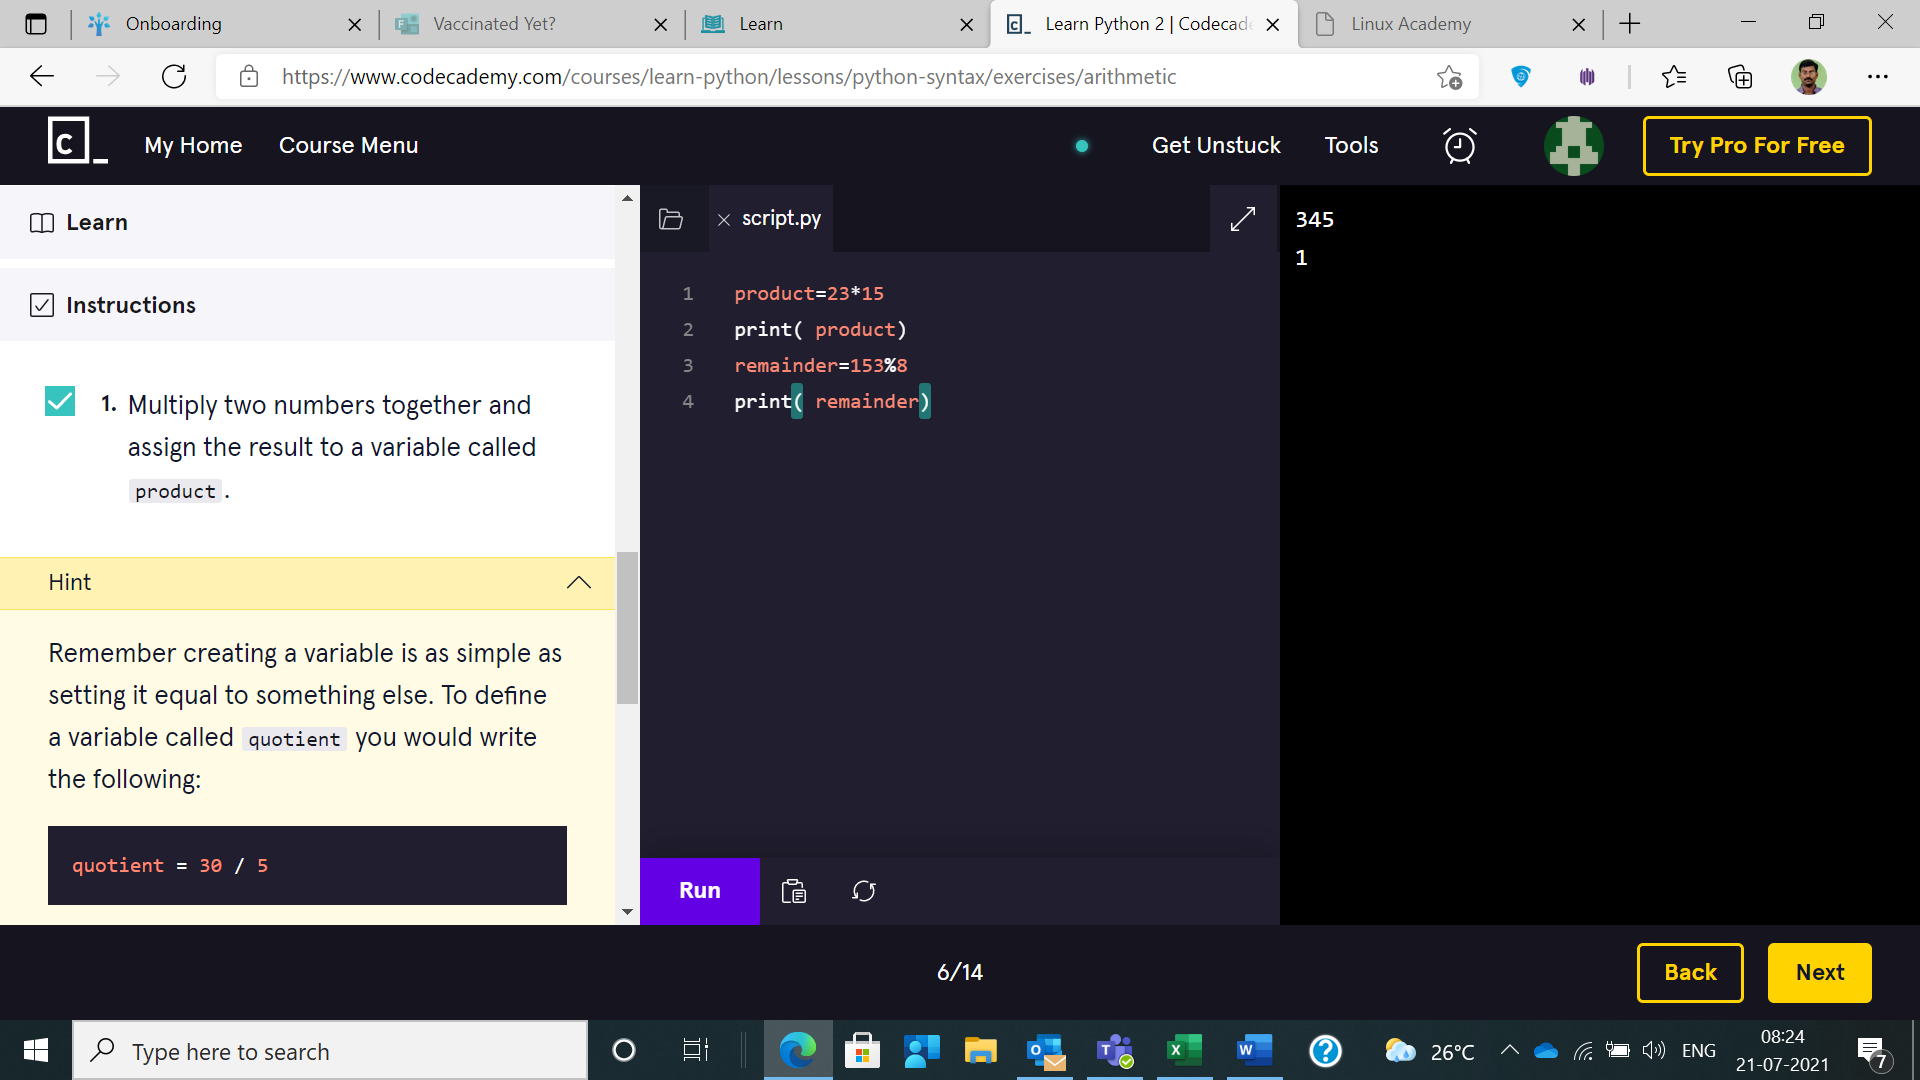 Onboarding
Vaccinated Yet?
Learn
Learn Python 2 | Codecade
Linux Academy
https://www.codecademy.com/courses/learn-python/lessons/python-syntax/exercises/arithmetic
C_
My Home
Course Menu
Get Unstuck
Tools
Try Pro For Free
Learn
Instructions
1. Multiply two numbers together and
assign the result to a variable called
product.
Hint
Remember creating a variable is as simple as
setting it equal to something else. To define
a variable called quotient you would write
the following:
quotient = 30 / 5
script.py
1 product=23*15
2 print( product)
3 remainder=153%8
4 print( remainder)
Run
345
1
6/14
Back
Next
Type here to search
26°C
ENG
08:24
21-07-2021
7